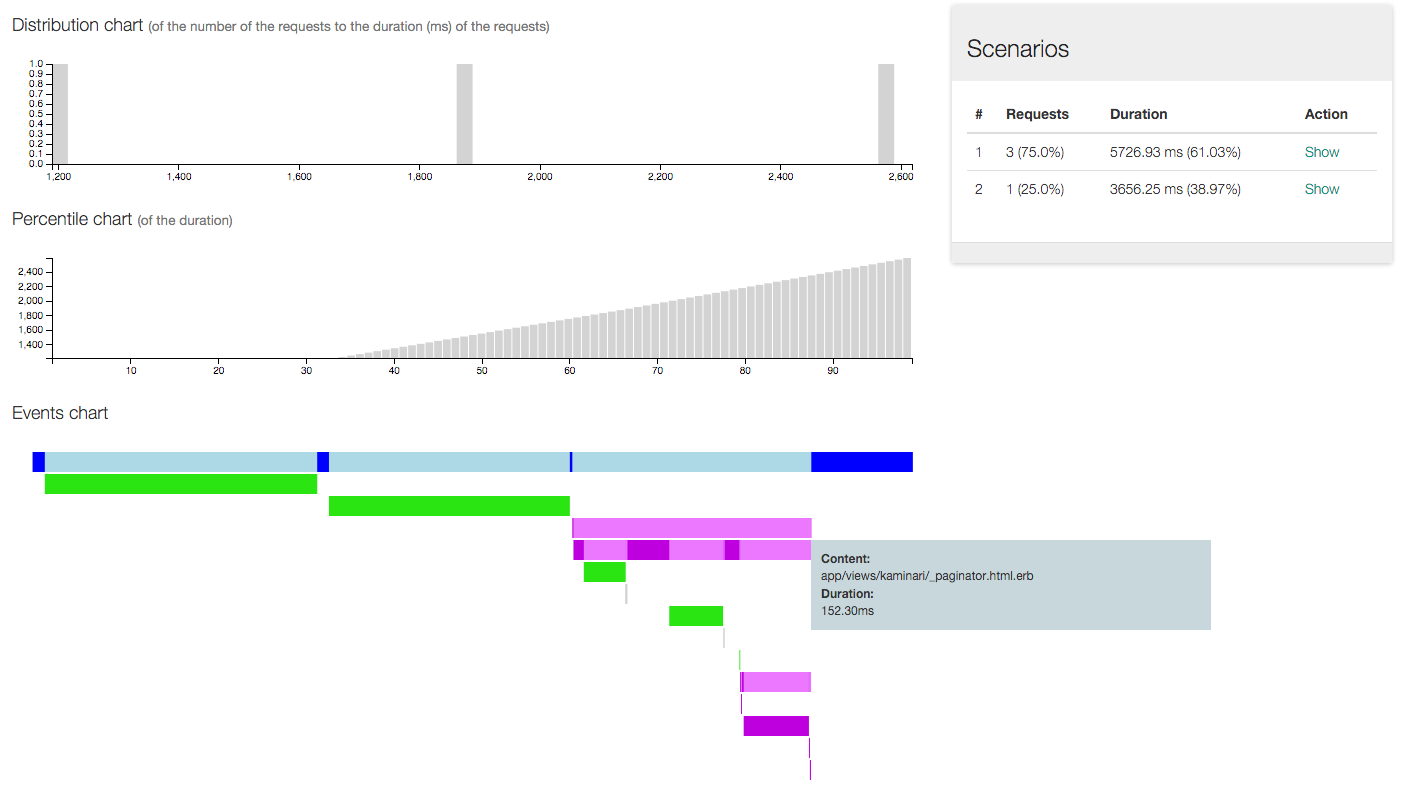 Distribution chart (of the number of the requests to the duration (ms) of the requests)
1.0
0.9
0.8
0.7
0.6
0.5
0.4
0.3
0.2
0.1
0.0
1,200 1,400 1,600 1,800 2,000 2,200 2,400 2,600
Percentile chart (of the duration)
2,400
2,200
2,000
1,800
1,600
1,400
10 20 30 40 50 60 70 80 90
Events chart
Content:
app/views/kaminari/_paginator.html.erb
Duration:
152.30ms
Scenarios
# Requests Duration Action
1 3 (75.0%) 5726.93 ms (61.03%) Show
2 1 (25.0%) 3656.25 ms (38.97%) Show